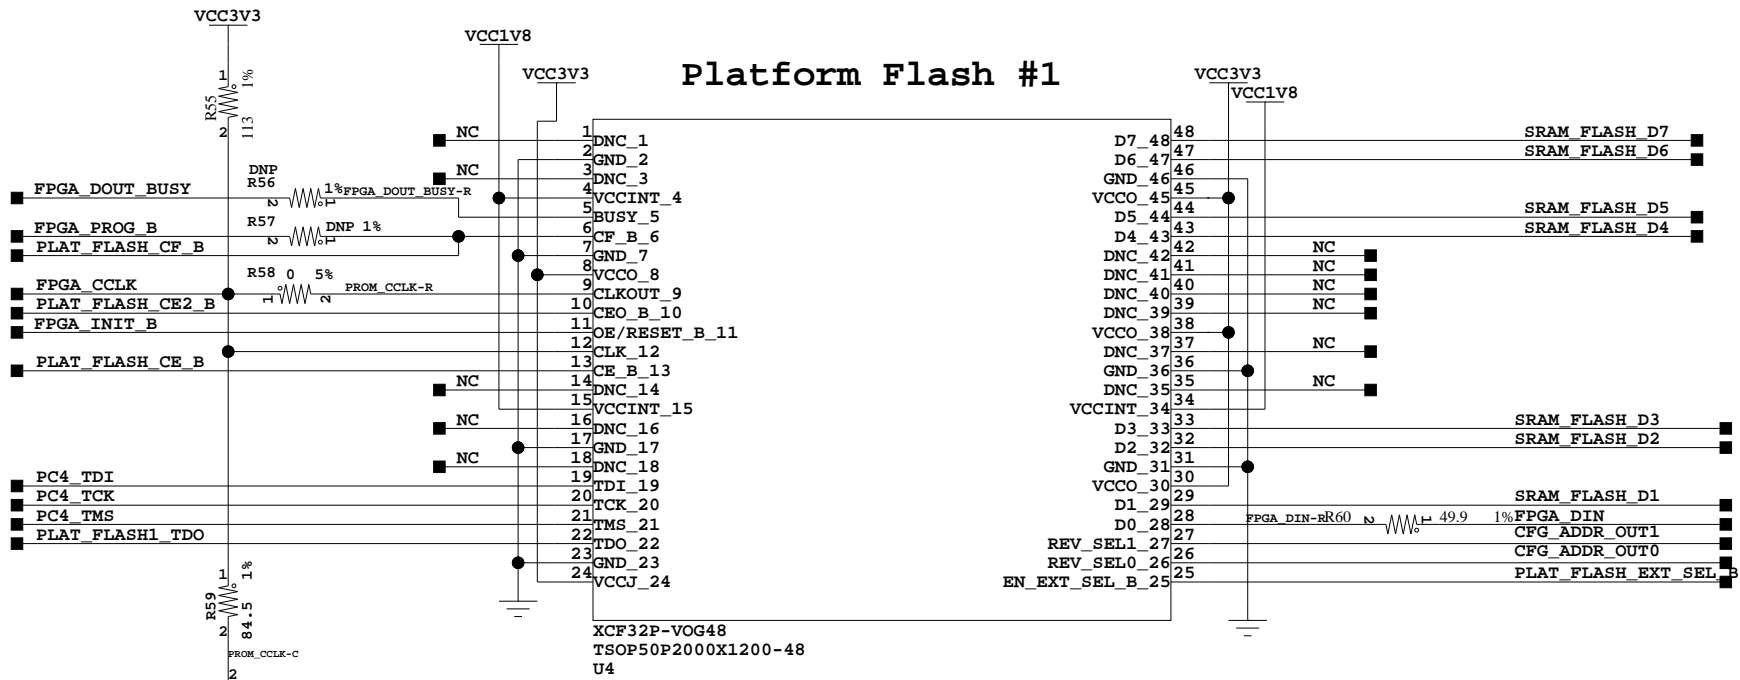 VCC3V3
VCC1V8
VCC3V3
Platform Flash #1
VCC3V3
VCC1V8
1
R55
1%
113
2
NC
1
DNC_1
2
GND_2
NC
3
DNC_3
DNP
R56
FPGA_DOUT_BUSY
2
1
1%
FPGA_DOUT_BUSY-R
4
VCCINT_4
5
BUSY_5
R57
DNP 1%
FPGA_PROG_B
2
1
6
CF_B_6
PLAT_FLASH_CF_B
7
GND_7
8
VCCO_8
R58
0
5%
FPGA_CCLK
1
2
PROM_CCLK-R
9
CLKOUT_9
PLAT_FLASH_CE2_B
10
CEO_B_10
FPGA_INIT_B
11
OE/RESET_B_11
12
CLK_12
PLAT_FLASH_CE_B
13
CE_B_13
NC
14
DNC_14
15
VCCINT_15
NC
16
DNC_16
17
GND_17
NC
18
DNC_18
PC4_TDI
19
TDI_19
PC4_TCK
20
TCK_20
PC4_TMS
21
TMS_21
PLAT_FLASH1_TDO
22
TDO_22
23
GND_23
24
VCCJ_24
1
R59
1%
84.5
2
PROM_CCLK-C
2
D7_48
48
SRAM_FLASH_D7
D6_47
47
SRAM_FLASH_D6
GND_46
46
VCCO_45
45
D5_44
44
SRAM_FLASH_D5
D4_43
43
SRAM_FLASH_D4
DNC_42
42
NC
DNC_41
41
NC
DNC_40
40
NC
DNC_39
39
NC
VCCO_38
38
DNC_37
37
NC
GND_36
36
DNC_35
35
NC
VCCINT_34
34
D3_33
33
SRAM_FLASH_D3
D2_32
32
SRAM_FLASH_D2
GND_31
31
VCCO_30
30
D1_29
29
SRAM_FLASH_D1
D0_28
28
FPGA_DIN-R
R60
2
1
49.9
1%
FPGA_DIN
REV_SEL1_27
27
CFG_ADDR_OUT1
REV_SEL0_26
26
CFG_ADDR_OUT0
EN_EXT_SEL_B_25
25
PLAT_FLASH_EXT_SEL_B
XCF32P-VOG48
TSOP50P2000X1200-48
U4